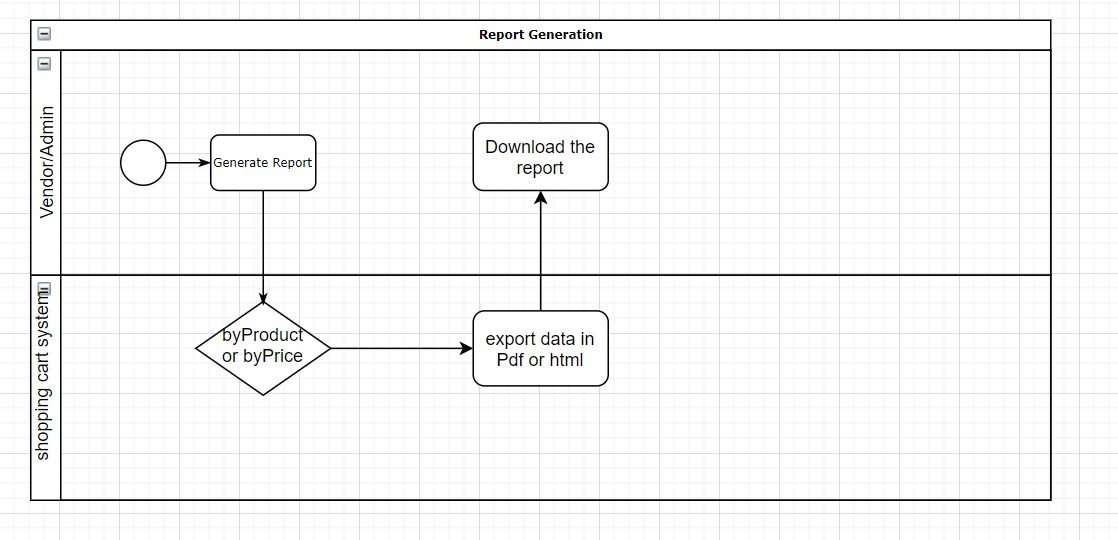 Report Generation
Vendor/Admin
Generate Report
Download the
report
shopping cart system
byProduct
or byPrice
export data in
Pdf or html